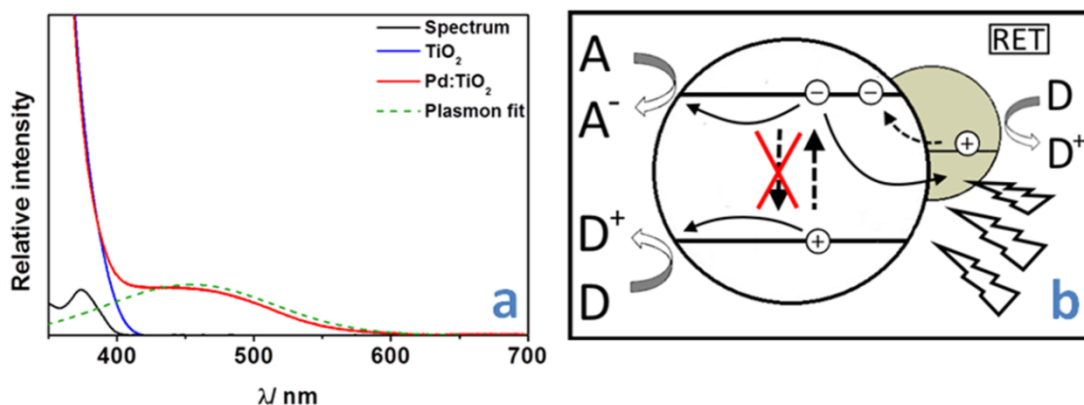 Relative intensity
Spectrum
TiO₂
Pd:TiO₂
Plasmon fit
a
400
500
600
700
λ/ nm
RET
A
A⁻
D⁺
D
D
D⁺
− −
+
+
b